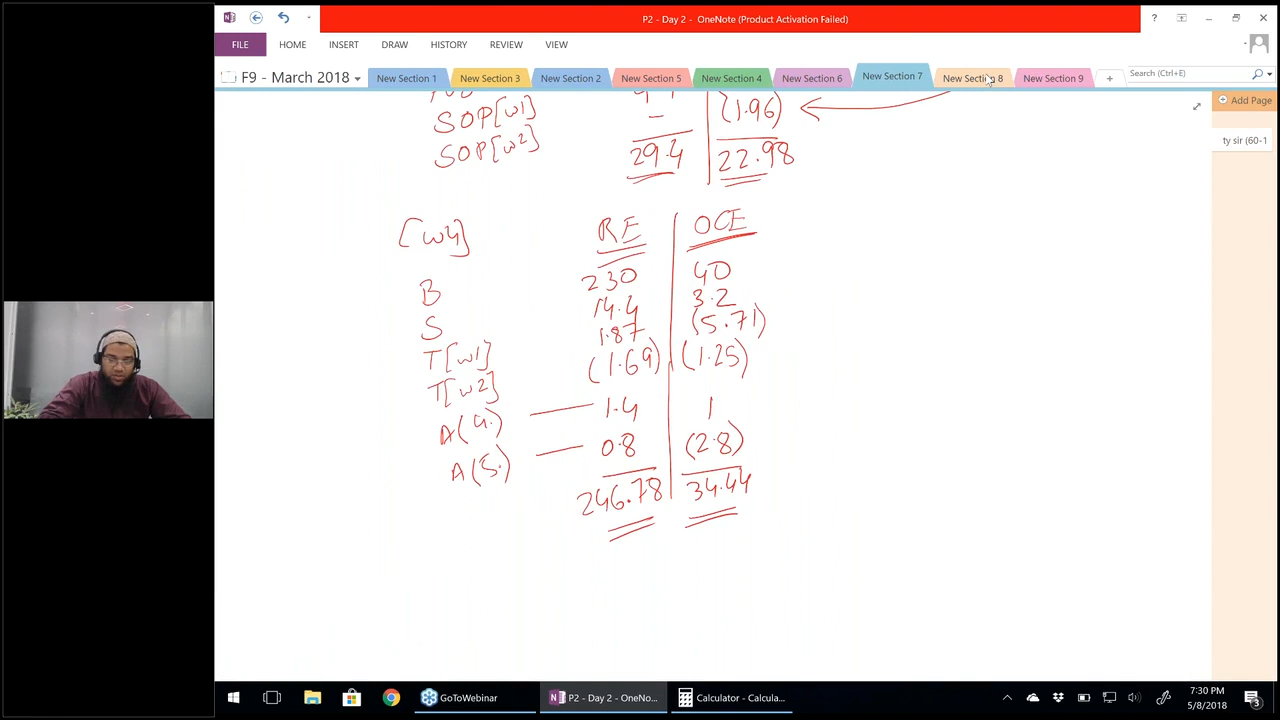 P2 - Day 2 - OneNote (Product Activation Failed)
FILE HOME INSERT DRAW HISTORY REVIEW VIEW
F9 - March 2018 New Section 1 New Section 3 New Section 2 New Section 5 New Section 4 New Section 6 New Section 7 New Section 8 New Section 9 + Search (Ctrl+E)
Add Page
ty sir (60-1
SOP[W1] - (1.96)
SOP[W2]
29.4 22.98
[W4] RE OCE
B 230 40
S 14.4 3.2
T[W1] 1.87 (5.71)
T[W2] (1.69) (1.25)
A(4.) 1.4 1
A(5.) 0.8 (2.8)
246.78 34.44
GoToWebinar P2 - Day 2 - OneNo... Calculator - Calcula... 7:30 PM
5/8/2018 3